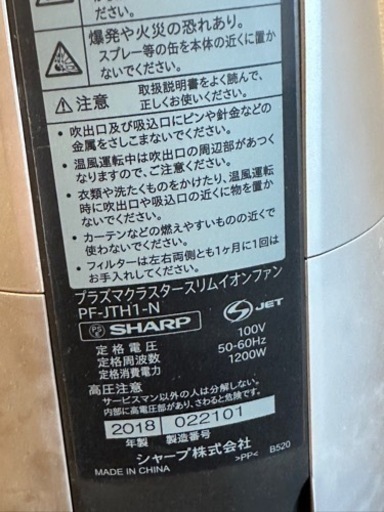 ないでください。
爆発や火災の恐れあり。
スプレー等の缶を本体の近くに置か
ないでください。
注意
取扱説明書をよく読んで、
正しくお使いください。
・吹出口及び吸込口にピンや針金などの
金属をさしこまないでください。
・温風運転中は吹出口の周辺部があつく
なりますので、ご注意ください。
・衣類や洗たくものをかけたり、温風運転
中は吹出口や吸込口の近くに物を置か
ないでください。
・カーテンなどの燃えやすいものの近くで
使わないでください。
・フィルターは左右両側とも1ヶ月に1回は
お手入れしてください。
プラズマクラスタースリムイオンファン
PF-JTH1-N
PS E
SHARP
S-JET
定格電圧 100V
定格周波数 50-60Hz
定格消費電力 1200W
高圧注意
サービスマン以外の人は分解しない。
内部に高電圧部があり、さわると危険です。
2018 022101
年製 製造番号
シャープ株式会社
MADE IN CHINA >PP< B520